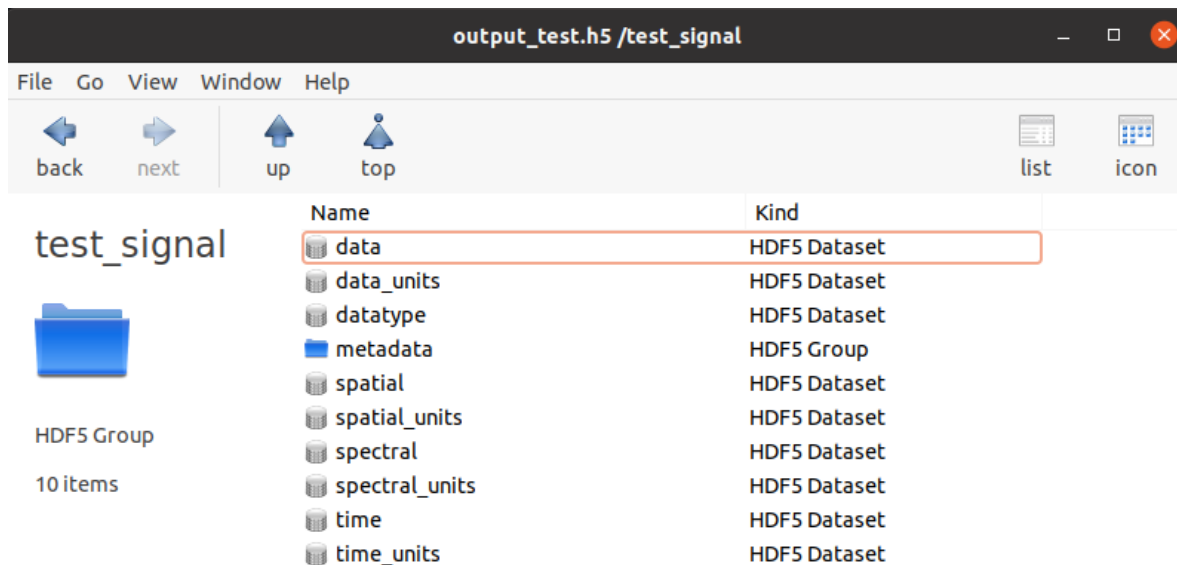 output_test.h5 /test_signal
File Go View Window Help
back next up top list icon
test_signal
HDF5 Group
10 items
Name Kind
data HDF5 Dataset
data_units HDF5 Dataset
datatype HDF5 Dataset
metadata HDF5 Group
spatial HDF5 Dataset
spatial_units HDF5 Dataset
spectral HDF5 Dataset
spectral_units HDF5 Dataset
time HDF5 Dataset
time_units HDF5 Dataset